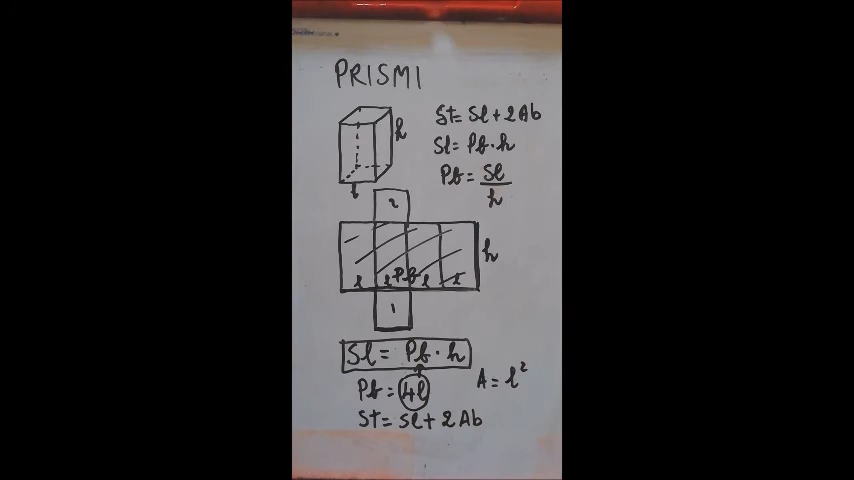 PRISMI
St = Sl + 2Ab
h
Sl = Pb · h
Pb = Sl / h
l
2
h
l l Pb l l
1
Sl = Pb · h
A = l²
Pb = 4l
St = Sl + 2Ab